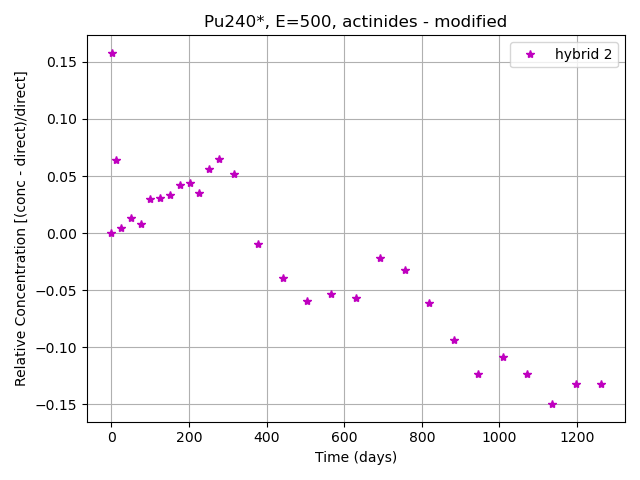 Pu240*, E=500, actinides - modified
hybrid 2
Relative Concentration [(conc - direct)/direct]
0.15
0.10
0.05
0.00
−0.05
−0.10
−0.15
0 200 400 600 800 1000 1200
Time (days)